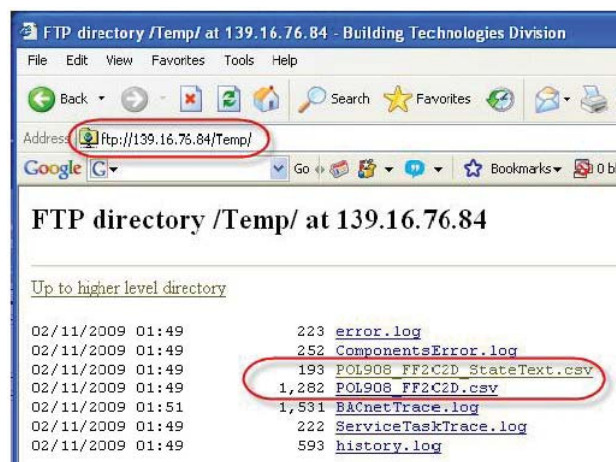 FTP directory /Temp/ at 139.16.76.84 - Building Technologies Division
File Edit View Favorites Tools Help
Back Search Favorites
Address ftp://139.16.76.84/Temp/
Google G Go Bookmarks 0 bl
FTP directory /Temp/ at 139.16.76.84
Up to higher level directory
02/11/2009 01:49 223 error.log
02/11/2009 01:49 252 ComponentsError.log
02/11/2009 01:49 193 POL908_FF2C2D_StateText.csv
02/11/2009 01:49 1,282 POL908_FF2C2D.csv
02/11/2009 01:51 1,531 BACnetTrace.log
02/11/2009 01:49 222 ServiceTaskTrace.log
02/11/2009 01:49 593 history.log